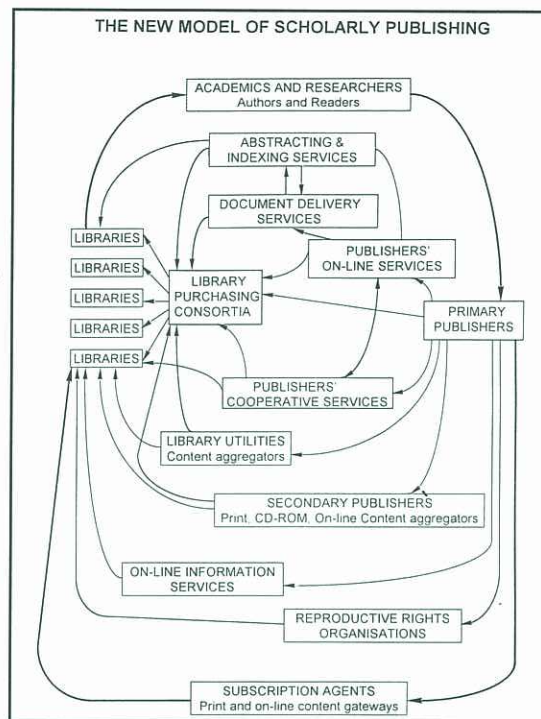 THE NEW MODEL OF SCHOLARLY PUBLISHING
ACADEMICS AND RESEARCHERS
Authors and Readers
ABSTRACTING &
INDEXING SERVICES
DOCUMENT DELIVERY
SERVICES
LIBRARIES
LIBRARIES
LIBRARIES
LIBRARIES
LIBRARIES
LIBRARY
PURCHASING
CONSORTIA
PUBLISHERS'
ON-LINE SERVICES
PRIMARY
PUBLISHERS
PUBLISHERS'
COOPERATIVE SERVICES
LIBRARY UTILITIES
Content aggregators
SECONDARY PUBLISHERS
Print, CD-ROM, On-line Content aggregators
ON-LINE INFORMATION
SERVICES
REPRODUCTIVE RIGHTS
ORGANISATIONS
SUBSCRIPTION AGENTS
Print and on-line content gateways